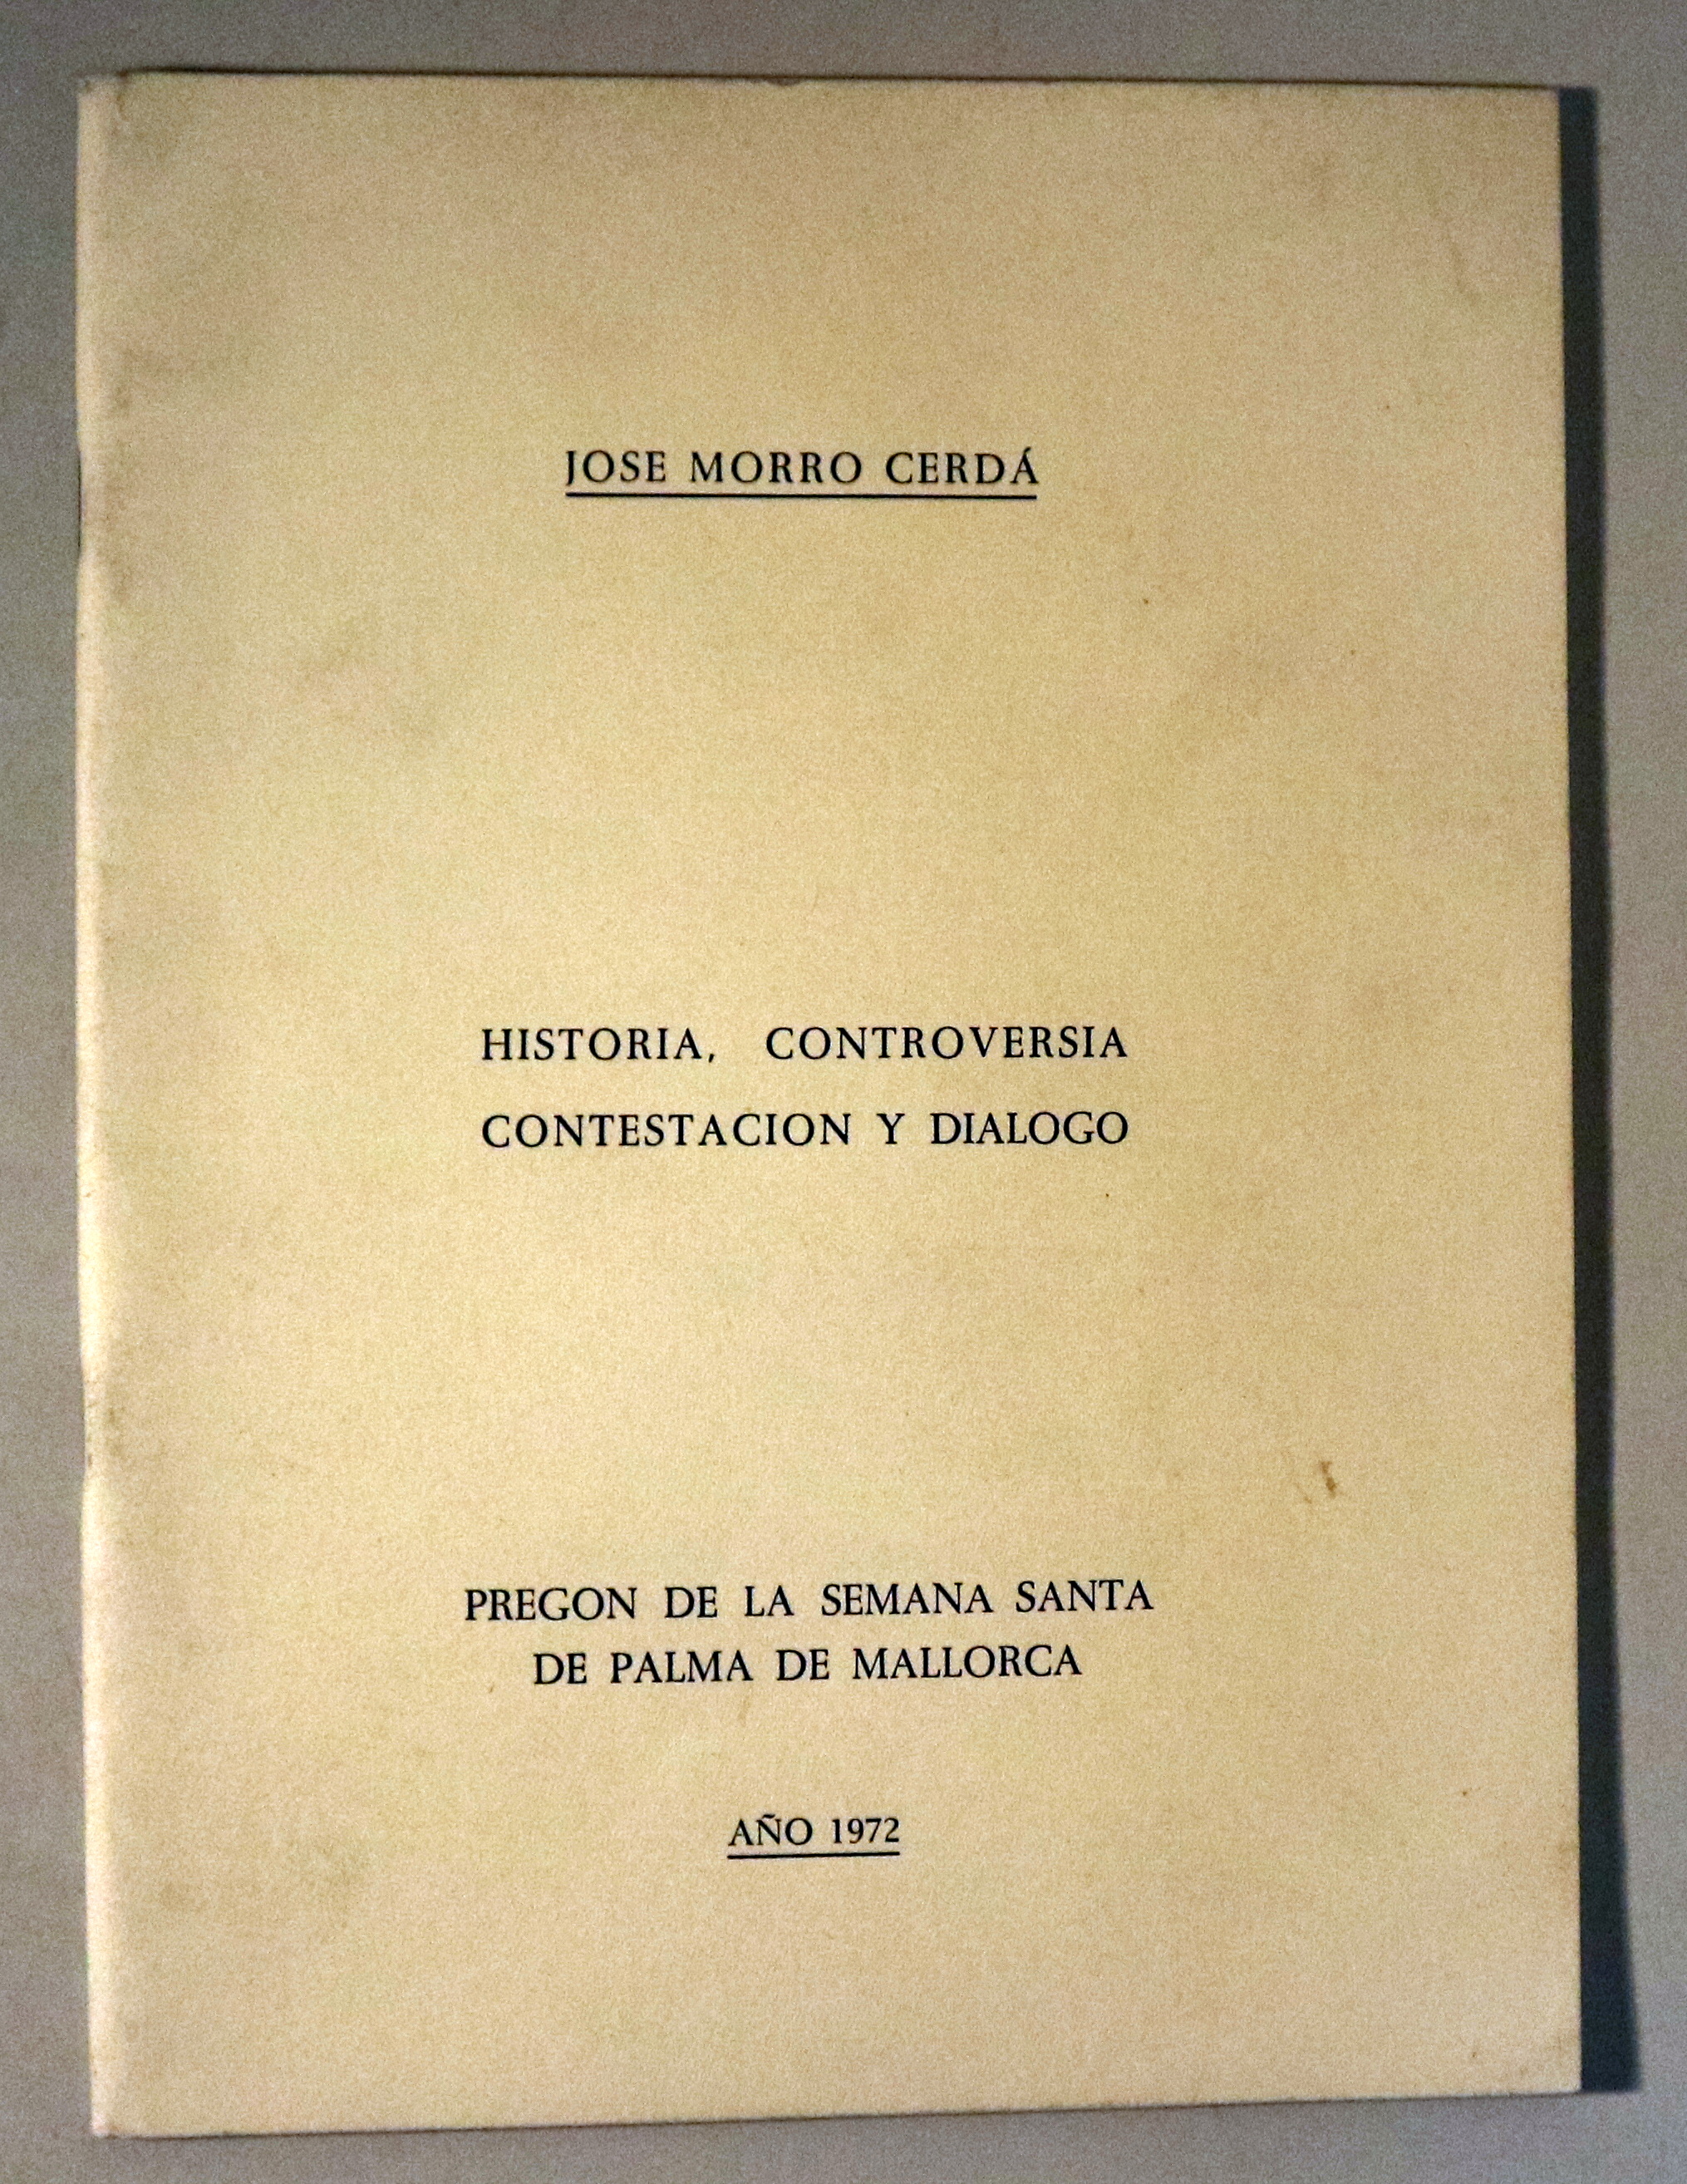 JOSE MORRO CERDÁ
HISTORIA, CONTROVERSIA
CONTESTACION Y DIALOGO
PREGON DE LA SEMANA SANTA
DE PALMA DE MALLORCA
AÑO 1972